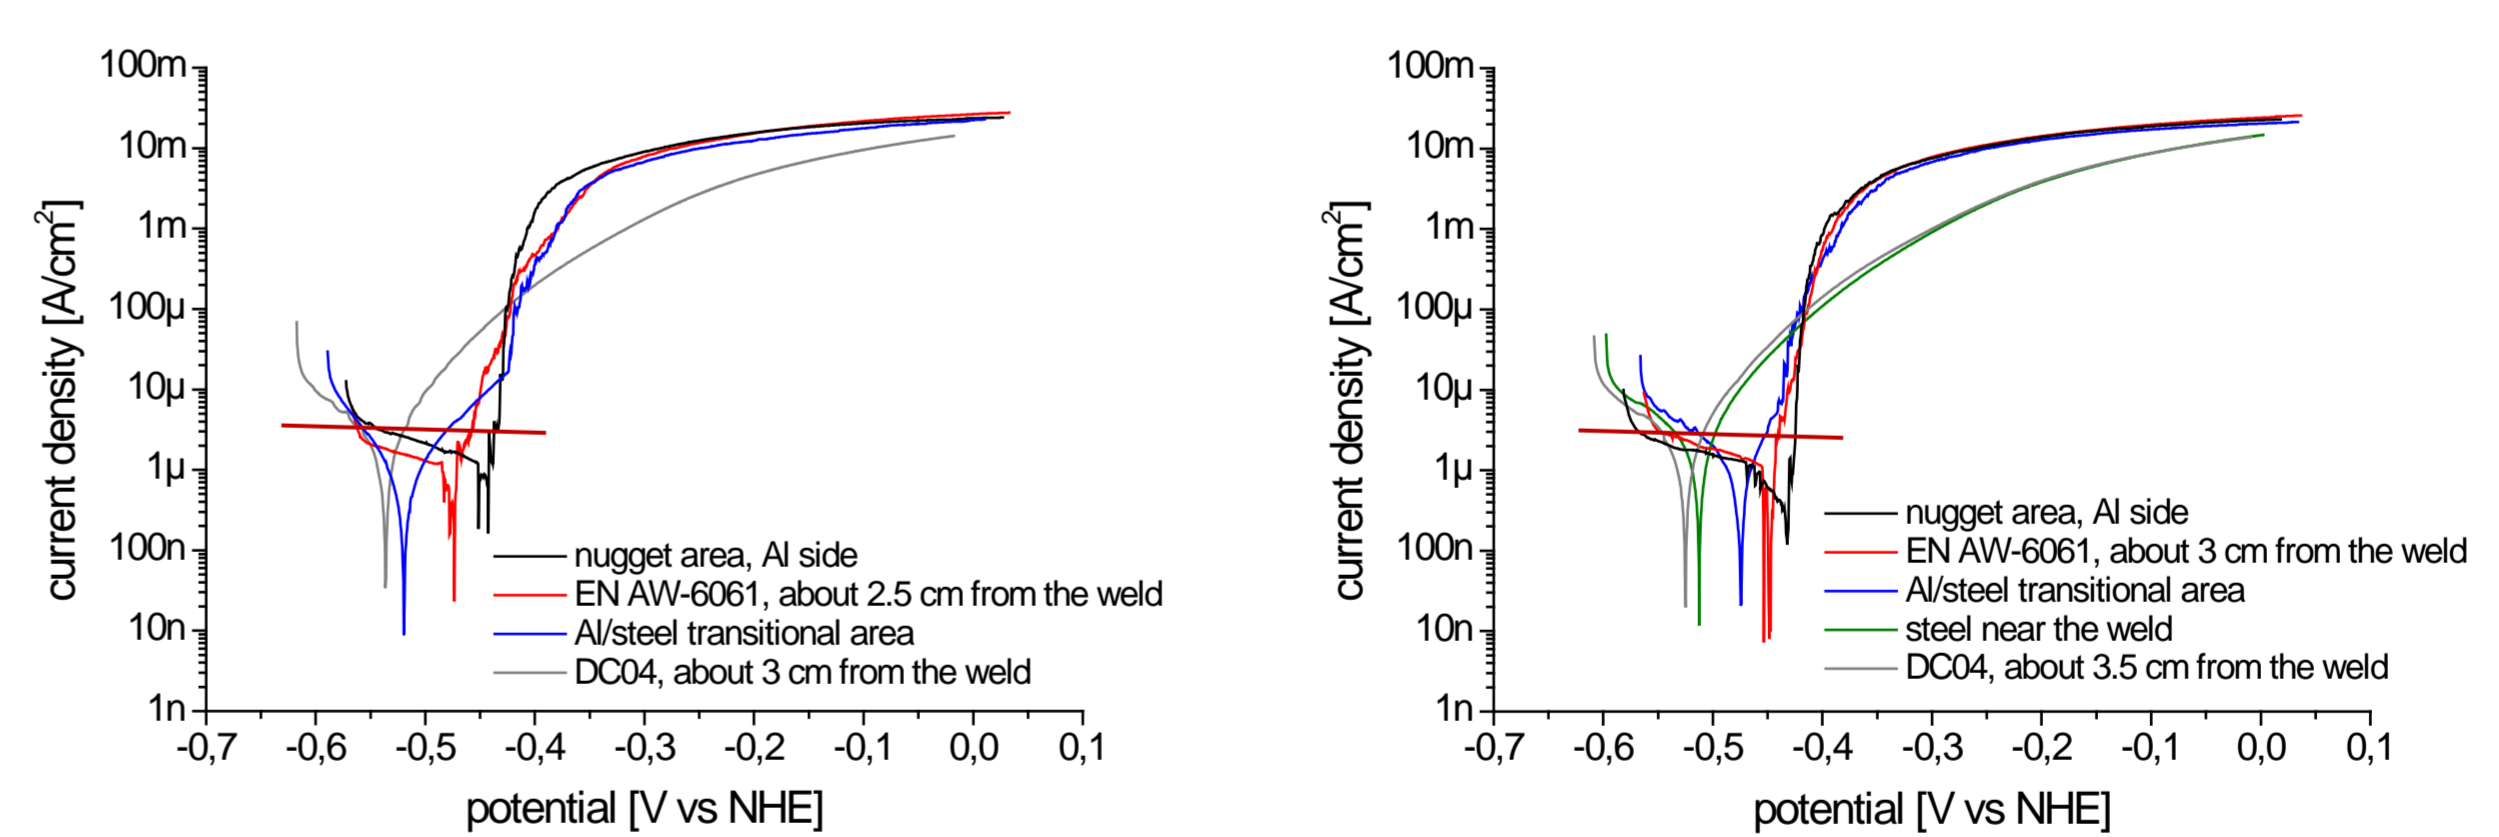 100m
10m
1m
100µ
10µ
1µ
100n
10n
1n
current density [A/cm²]
-0,7 -0,6 -0,5 -0,4 -0,3 -0,2 -0,1 0,0 0,1
potential [V vs NHE]
nugget area, Al side
EN AW-6061, about 2.5 cm from the weld
Al/steel transitional area
DC04, about 3 cm from the weld
100m
10m
1m
100µ
10µ
1µ
100n
10n
1n
current density [A/cm²]
-0,7 -0,6 -0,5 -0,4 -0,3 -0,2 -0,1 0,0 0,1
potential [V vs NHE]
nugget area, Al side
EN AW-6061, about 3 cm from the weld
Al/steel transitional area
steel near the weld
DC04, about 3.5 cm from the weld